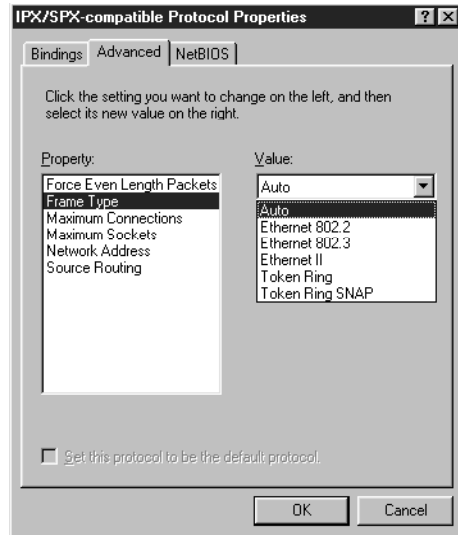 IPX/SPX-compatible Protocol Properties
Bindings Advanced NetBIOS
Click the setting you want to change on the left, and then
select its new value on the right.
Property:
Force Even Length Packets
Frame Type
Maximum Connections
Maximum Sockets
Network Address
Source Routing
Value:
Auto
Auto
Ethernet 802.2
Ethernet 802.3
Ethernet II
Token Ring
Token Ring SNAP
Set this protocol to be the default protocol.
OK Cancel